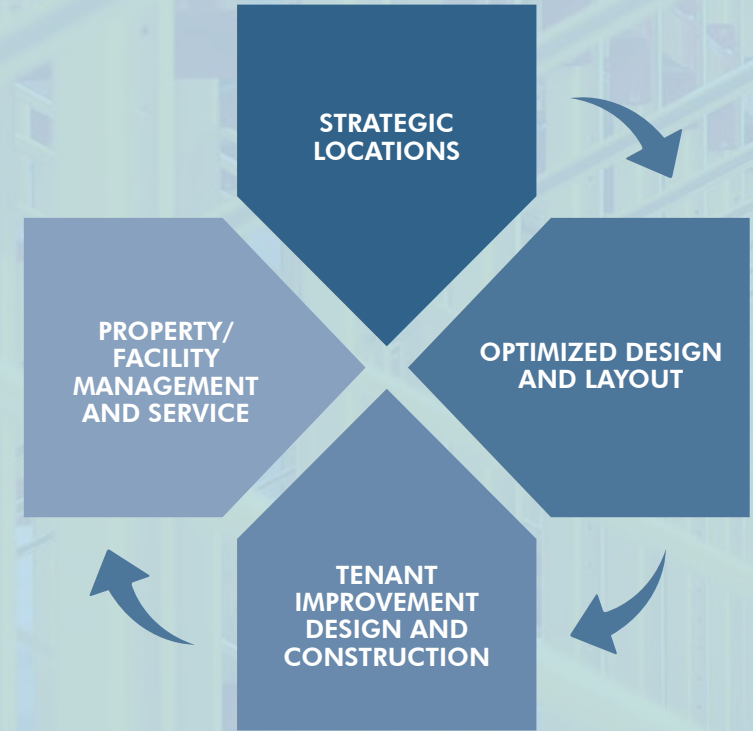 STRATEGIC
LOCATIONS
OPTIMIZED DESIGN
AND LAYOUT
TENANT
IMPROVEMENT
DESIGN AND
CONSTRUCTION
PROPERTY/
FACILITY
MANAGEMENT
AND SERVICE